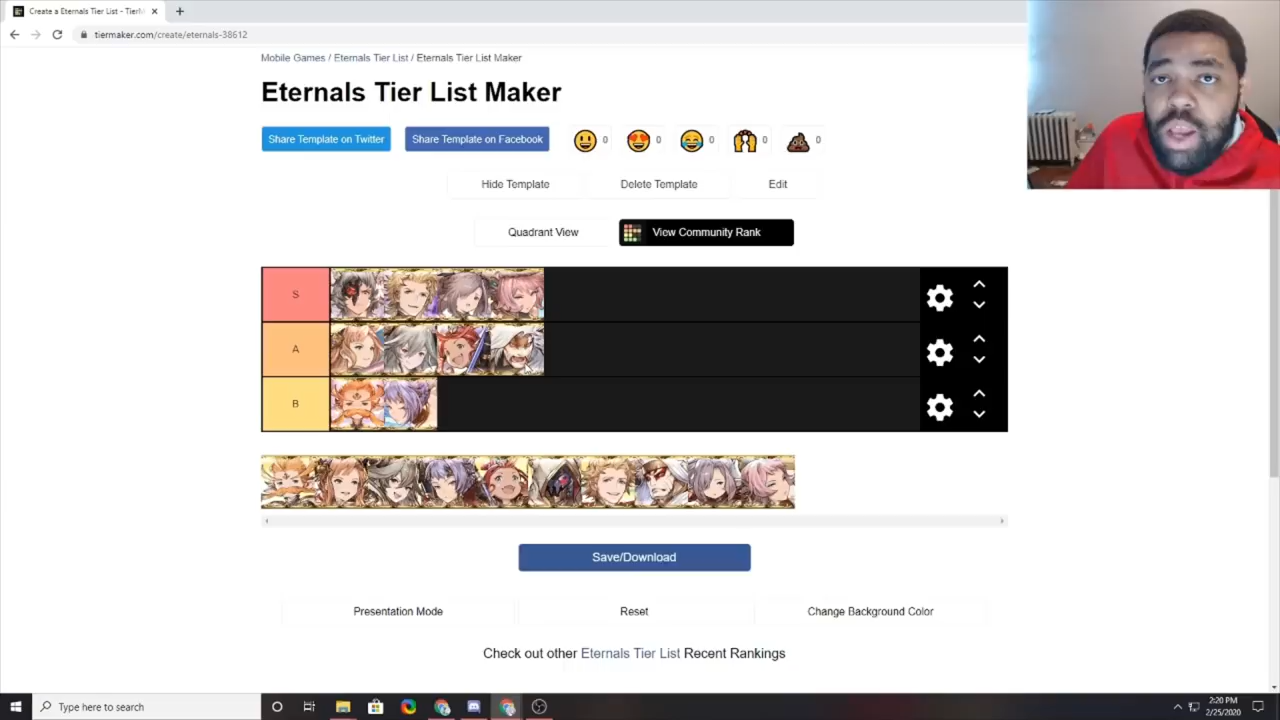 Create a Eternals Tier List - TierM
tiermaker.com/create/eternals-38612
Mobile Games / Eternals Tier List / Eternals Tier List Maker
Eternals Tier List Maker
Share Template on Twitter Share Template on Facebook 0 0 0 0 0
Hide Template Delete Template Edit
Quadrant View View Community Rank
S
A
B
Save/Download
Presentation Mode Reset Change Background Color
Check out other Eternals Tier List Recent Rankings
Type here to search
2:20 PM
2/25/2020